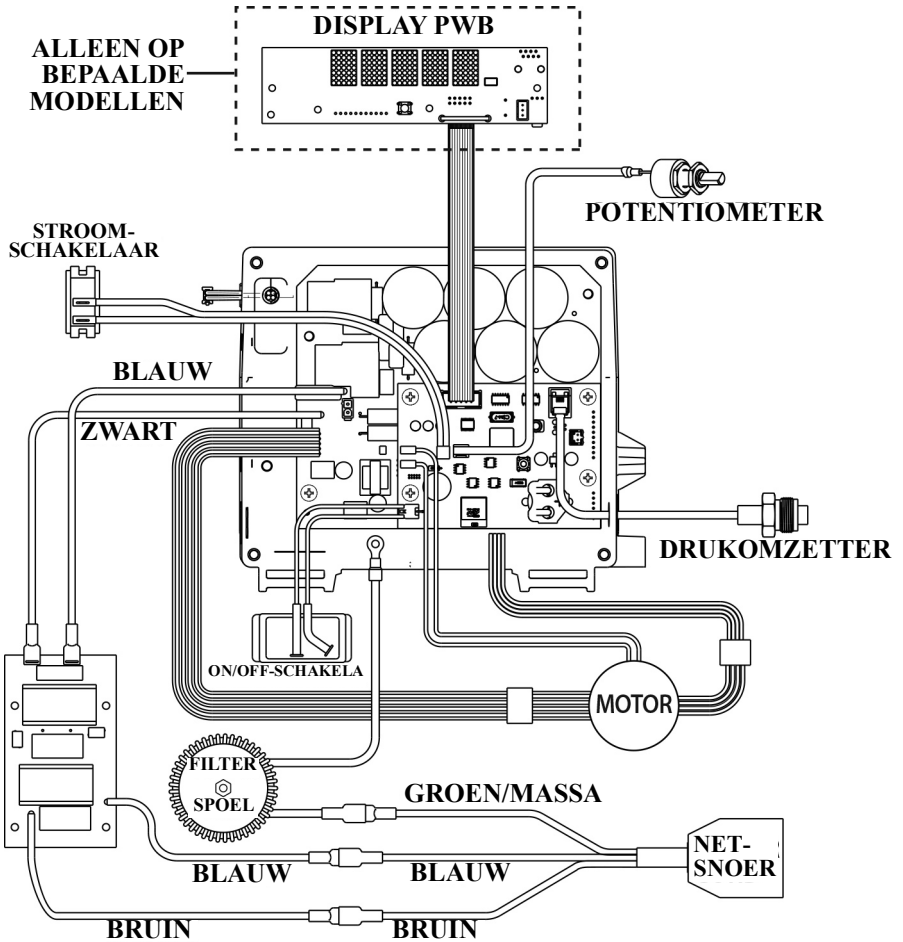 DISPLAY PWB
ALLEEN OP
BEPAALDE
MODELLEN
POTENTIOMETER
STROOM-
SCHAKELAAR
BLAUW
ZWART
DRUKOMZETTER
ON/OFF-SCHAKELA
MOTOR
FILTER
SPOEL
GROEN/MASSA
NET-
SNOER
BLAUW
BLAUW
BRUIN
BRUIN